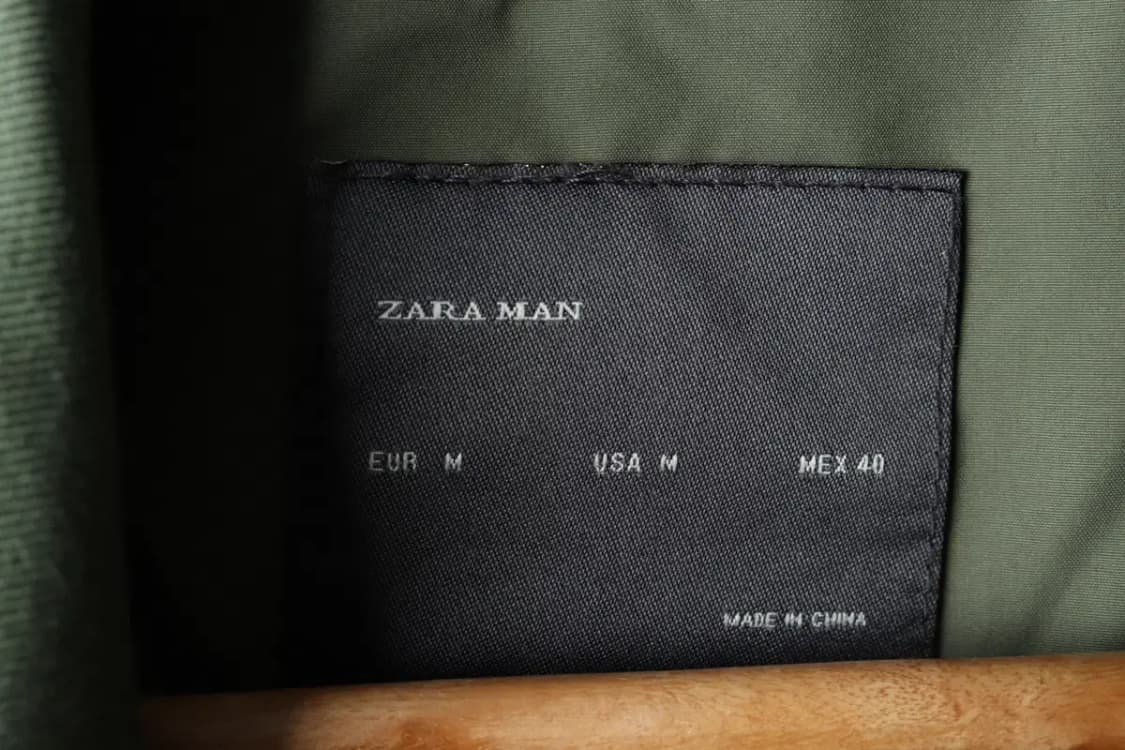 ZARA MAN
EUR M USA M MEX 40
MADE IN CHINA